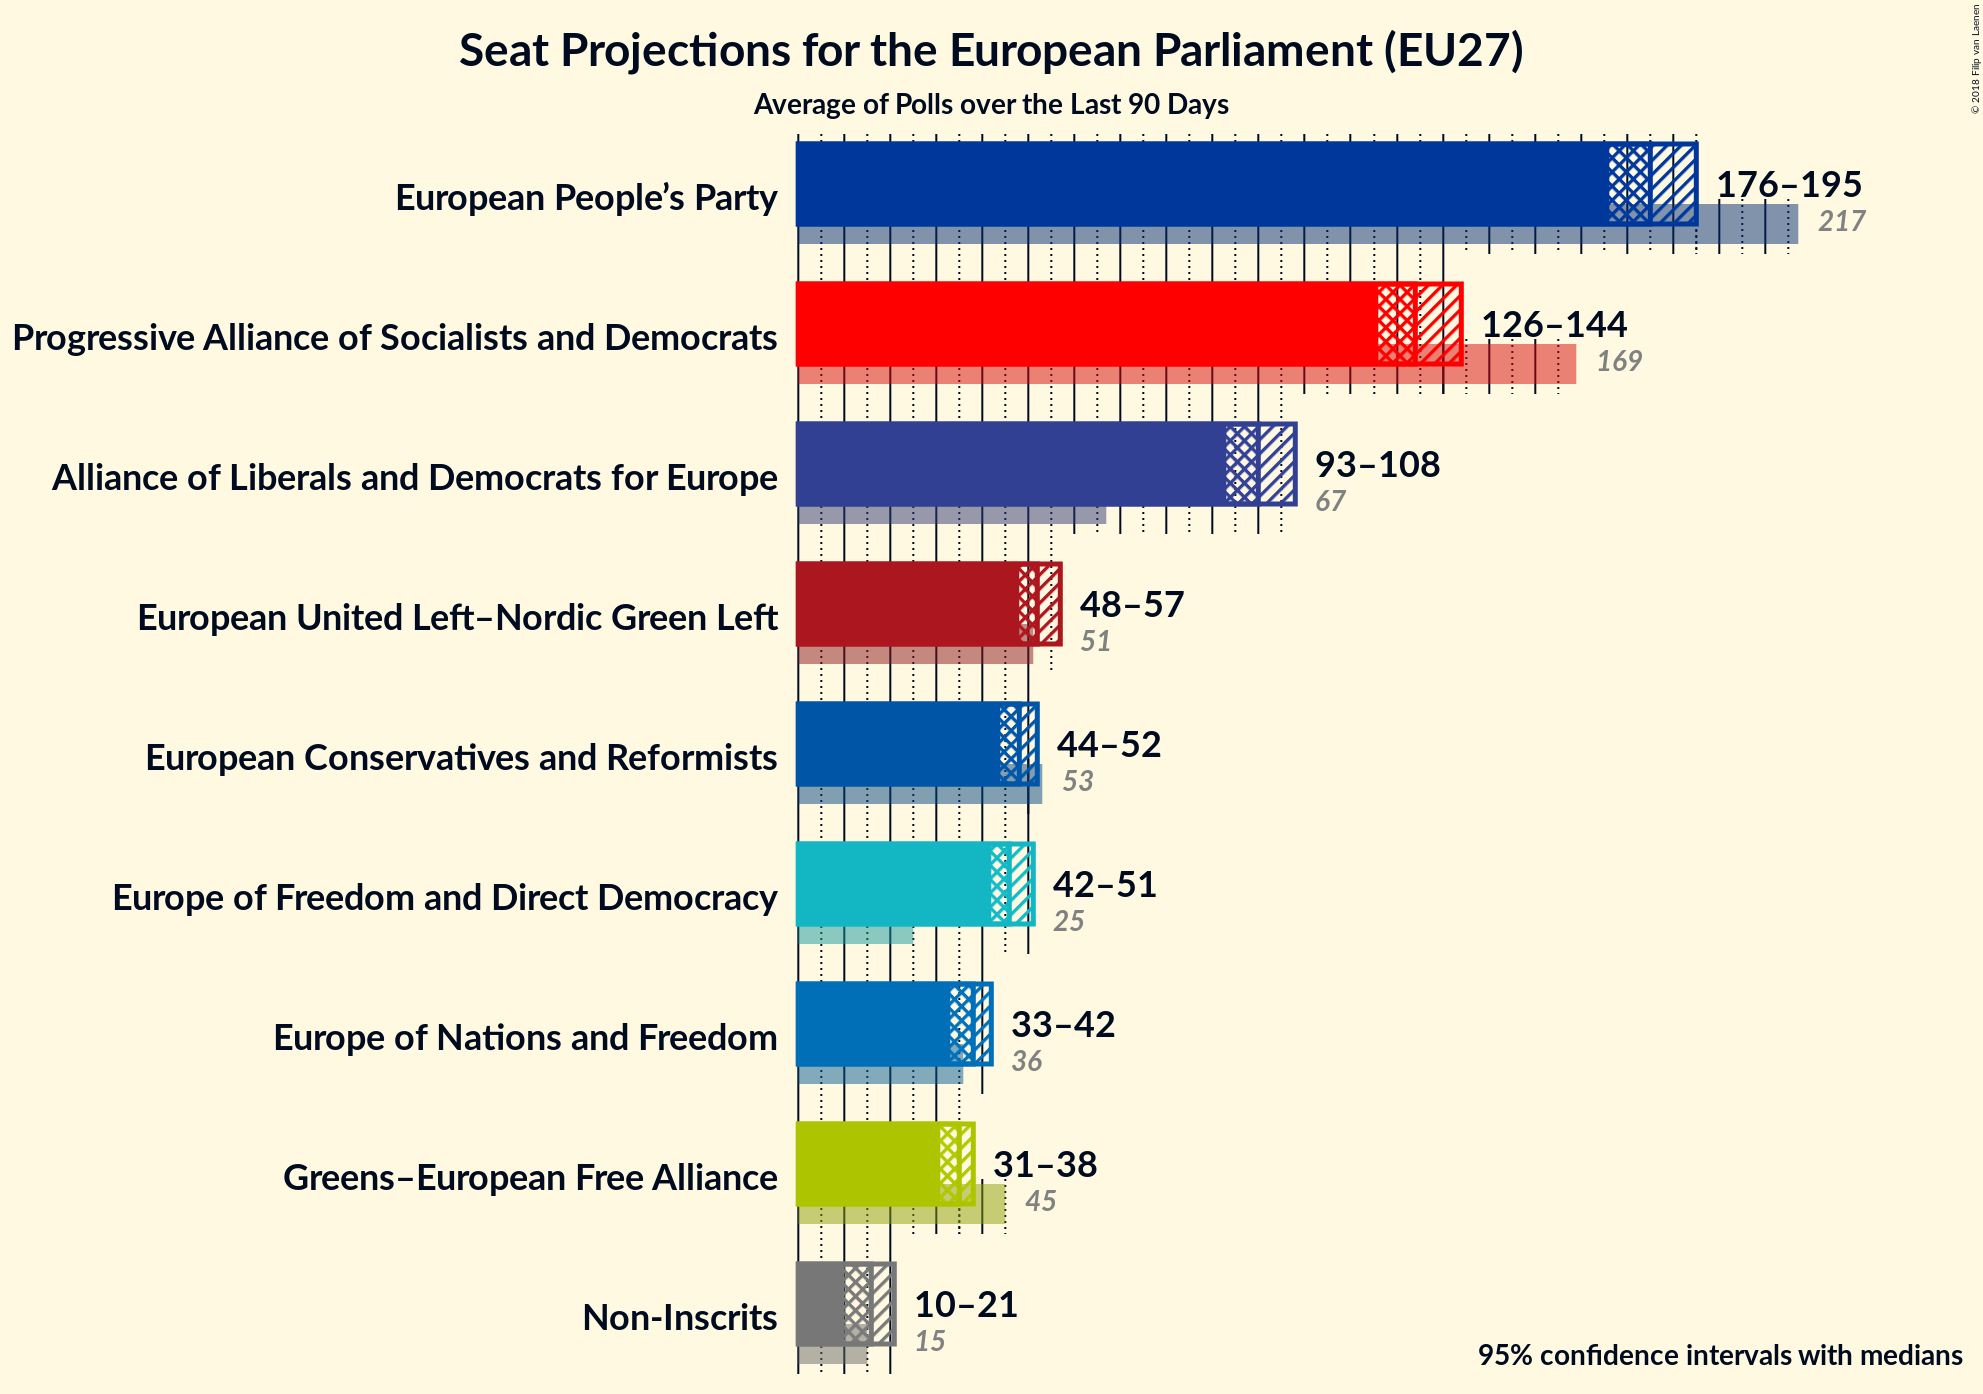 Seat Projections for the European Parliament (EU27)
Average of Polls over the Last 90 Days
© 2018 Filip van Laenen
European People’s Party
176–195
217
Progressive Alliance of Socialists and Democrats
126–144
169
Alliance of Liberals and Democrats for Europe
93–108
67
European United Left–Nordic Green Left
48–57
51
European Conservatives and Reformists
44–52
53
Europe of Freedom and Direct Democracy
42–51
25
Europe of Nations and Freedom
33–42
36
Greens–European Free Alliance
31–38
45
Non-Inscrits
10–21
15
95% confidence intervals with medians